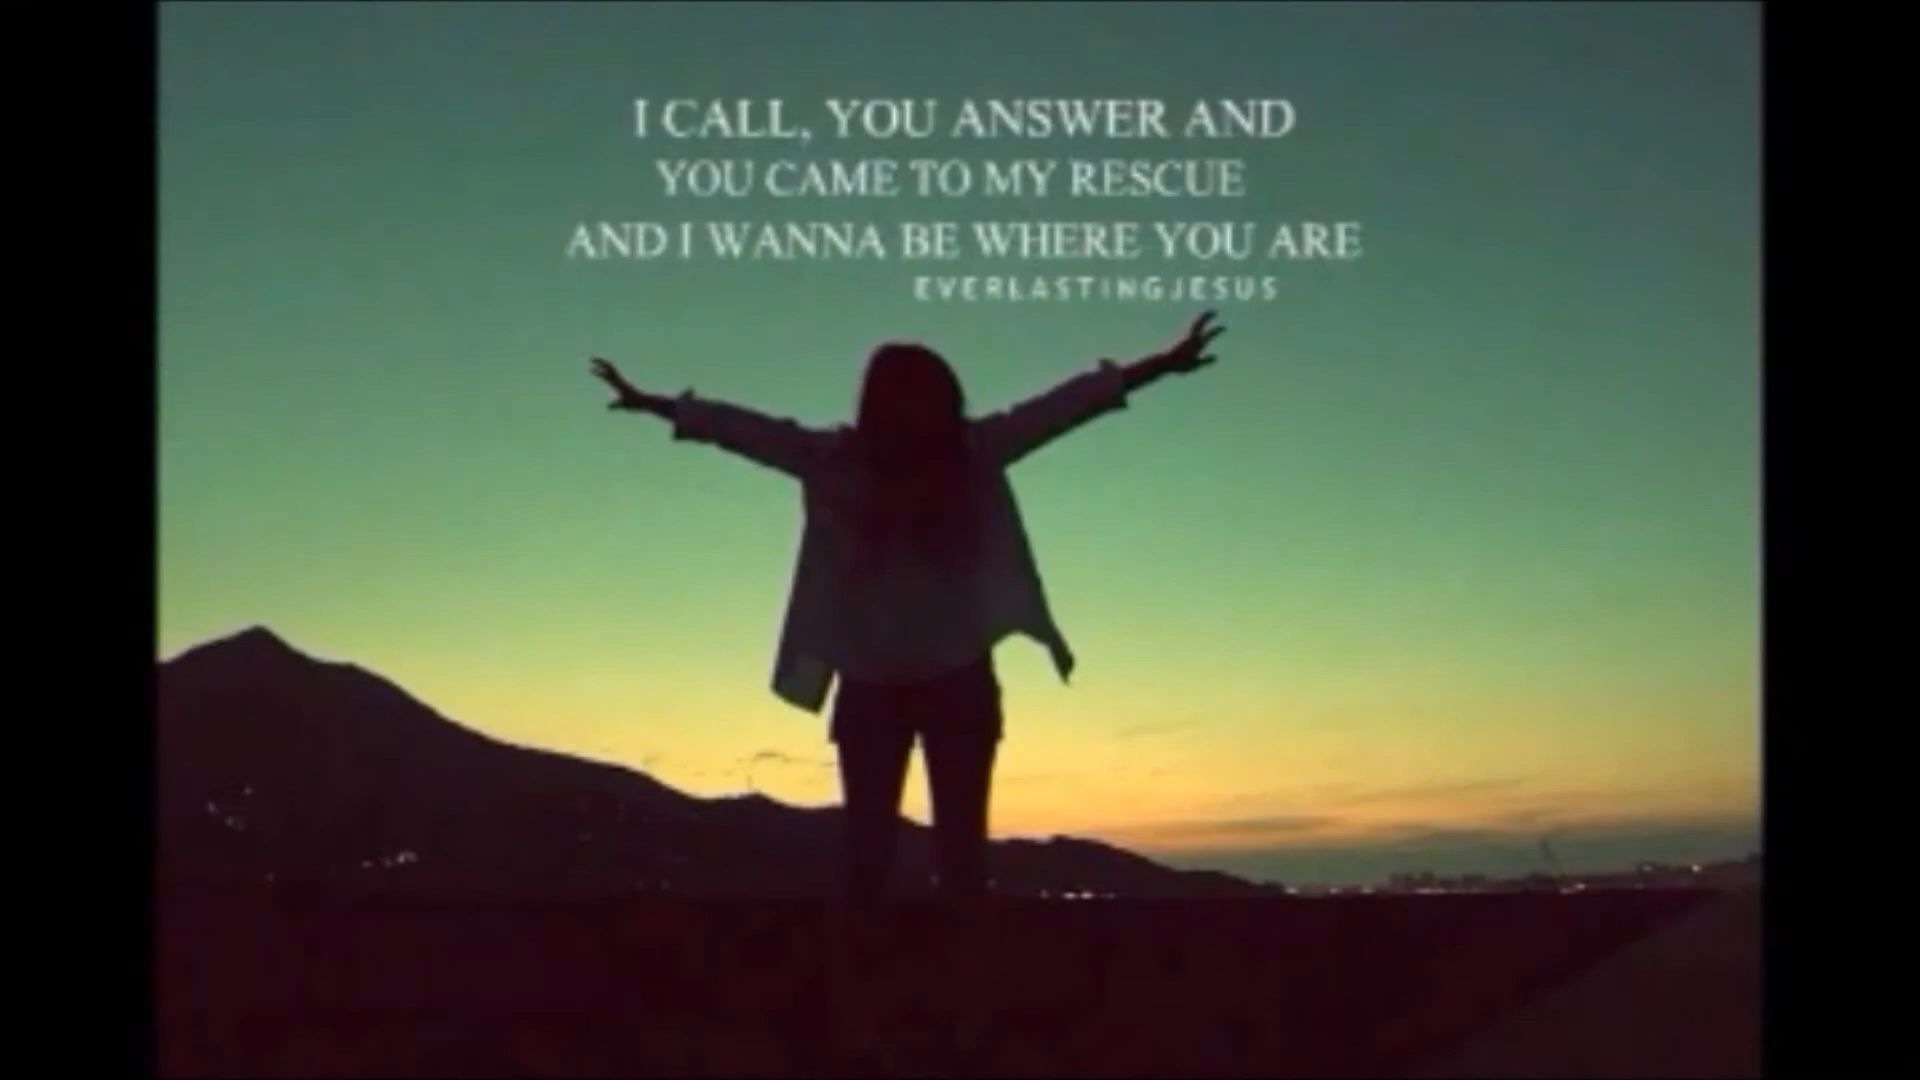 I CALL, YOU ANSWER AND
YOU CAME TO MY RESCUE
AND I WANNA BE WHERE YOU ARE
EVERLASTINGJESUS